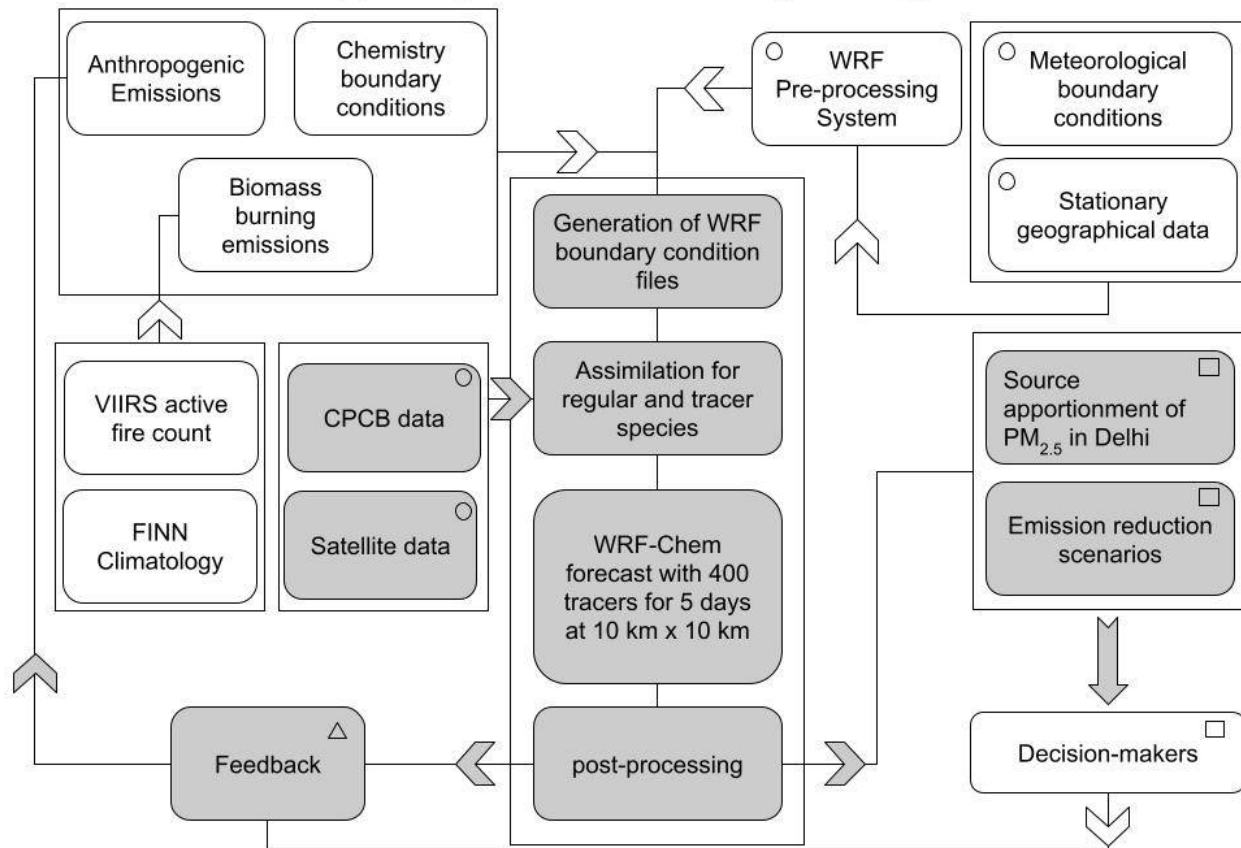 Anthropogenic
Emissions
Chemistry
boundary
conditions
Biomass
burning
emissions
WRF
Pre-processing
System
Meteorological
boundary
conditions
Stationary
geographical data
Generation of WRF
boundary condition
files
VIIRS active
fire count
FINN
Climatology
CPCB data
Satellite data
Assimilation for
regular and tracer
species
WRF-Chem
forecast with 400
tracers for 5 days
at 10 km x 10 km
Source
apportionment of
PM2.5 in Delhi
Emission reduction
scenarios
Feedback
post-processing
Decision-makers